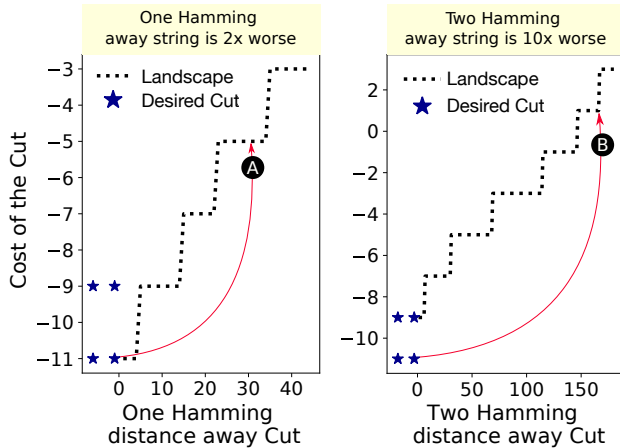 One Hamming
away string is 2x worse
Two Hamming
away string is 10x worse
Cost of the Cut
−3
−4
−5
−6
−7
−8
−9
−10
−11
Landscape
Desired Cut
A
0
10
20
30
40
One Hamming
distance away Cut
2
0
−2
−4
−6
−8
−10
Landscape
Desired Cut
B
0
50
100
150
Two Hamming
distance away Cut